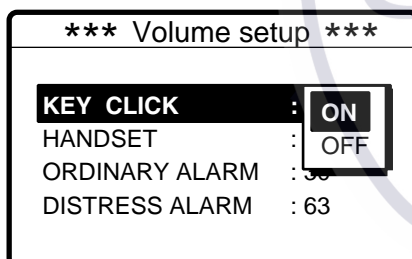 *** Volume setup ***
KEY CLICK : ON
HANDSET : OFF
ORDINARY ALARM :
DISTRESS ALARM : 63